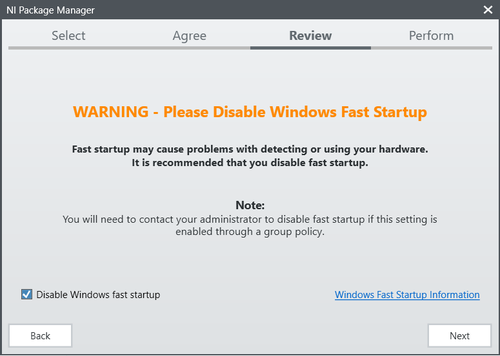 NI Package Manager
Select Agree Review Perform
WARNING - Please Disable Windows Fast Startup
Fast startup may cause problems with detecting or using your hardware.
It is recommended that you disable fast startup.
Note:
You will need to contact your administrator to disable fast startup if this setting is
enabled through a group policy.
Disable Windows fast startup Windows Fast Startup Information
Back Next